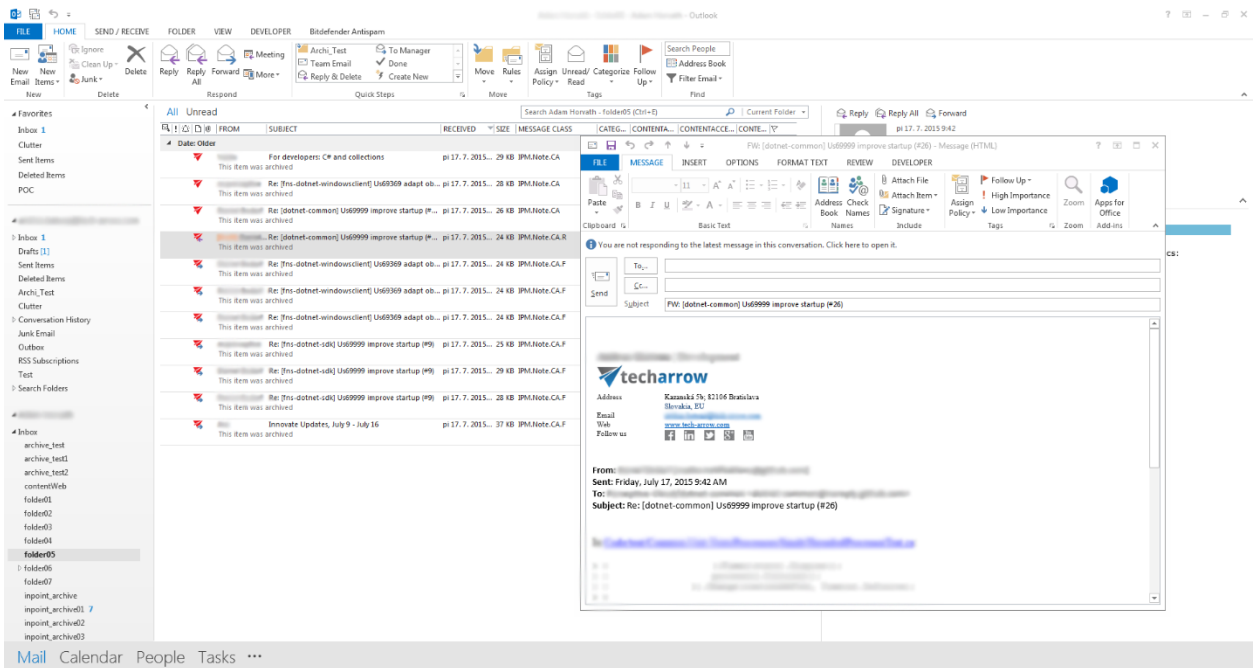 - Outlook
FILE HOME SEND / RECEIVE FOLDER VIEW DEVELOPER Bitdefender Antispam
New Email
New Items
New
Ignore
Clean Up
Junk
Delete
Delete
Reply
Reply All
Forward
Meeting
More
Respond
Archi_Test
Team Email
Reply & Delete
To Manager
Done
Create New
Quick Steps
Move
Rules
Move
Assign Policy
Unread/ Read
Categorize
Follow Up
Tags
Search People
Address Book
Filter Email
Find
Favorites
Inbox 1
Clutter
Sent Items
Deleted Items
POC
Inbox 1
Drafts [1]
Sent Items
Deleted Items
Archi_Test
Clutter
Conversation History
Junk Email
Outbox
RSS Subscriptions
Test
Search Folders
Inbox
archive_test
archive_test1
archive_test2
contentWeb
folder01
folder02
folder03
folder04
folder05
folder06
folder07
inpoint_archive
inpoint_archive01 7
inpoint_archive02
inpoint_archive03
All Unread
Search Adam Horvath - folder05 (Ctrl+E)
Current Folder
FROM SUBJECT RECEIVED SIZE MESSAGE CLASS CATEG... CONTENTA... CONTENTACCE... CONTE...
Date: Older
For developers: C# and collections pi 17. 7. 2015... 29 KB IPM.Note.CA
This item was archived
Re: [fns-dotnet-windowsclient] Us69369 adapt ob... pi 17. 7. 2015... 28 KB IPM.Note.CA
This item was archived
Re: [dotnet-common] Us69999 improve startup (#... pi 17. 7. 2015... 26 KB IPM.Note.CA
This item was archived
Re: [dotnet-common] Us69999 improve startup (#... pi 17. 7. 2015... 24 KB IPM.Note.CA.R
This item was archived
Re: [fns-dotnet-windowsclient] Us69369 adapt ob... pi 17. 7. 2015... 24 KB IPM.Note.CA.F
This item was archived
Re: [fns-dotnet-windowsclient] Us69369 adapt ob... pi 17. 7. 2015... 24 KB IPM.Note.CA.F
This item was archived
Re: [fns-dotnet-windowsclient] Us69369 adapt ob... pi 17. 7. 2015... 24 KB IPM.Note.CA.F
This item was archived
Re: [fns-dotnet-sdk] Us69999 improve startup (#9) pi 17. 7. 2015... 25 KB IPM.Note.CA.F
This item was archived
Re: [fns-dotnet-sdk] Us69999 improve startup (#9) pi 17. 7. 2015... 29 KB IPM.Note.CA.F
This item was archived
Re: [fns-dotnet-sdk] Us69999 improve startup (#9) pi 17. 7. 2015... 28 KB IPM.Note.CA.F
This item was archived
Innovate Updates, July 9 - July 16 pi 17. 7. 2015... 37 KB IPM.Note.CA.F
This item was archived
Reply Reply All Forward
pi 17. 7. 2015 9:42
cs:
FW: [dotnet-common] Us69999 improve startup (#26) - Message (HTML)
FILE MESSAGE INSERT OPTIONS FORMAT TEXT REVIEW DEVELOPER
Paste
Clipboard
11
B I U
Basic Text
Address Book
Check Names
Names
Attach File
Attach Item
Signature
Include
Assign Policy
Follow Up
High Importance
Low Importance
Tags
Zoom
Zoom
Apps for Office
Add-ins
You are not responding to the latest message in this conversation. Click here to open it.
Send
To...
Cc...
Subject FW: [dotnet-common] Us69999 improve startup (#26)
techarrow
Address Kazanská 5b; 82106 Bratislava
Slovakia, EU
Email
Web www.tech-arrow.com
Follow us
From:
Sent: Friday, July 17, 2015 9:42 AM
To:
Subject: Re: [dotnet-common] Us69999 improve startup (#26)
In
Mail Calendar People Tasks ...